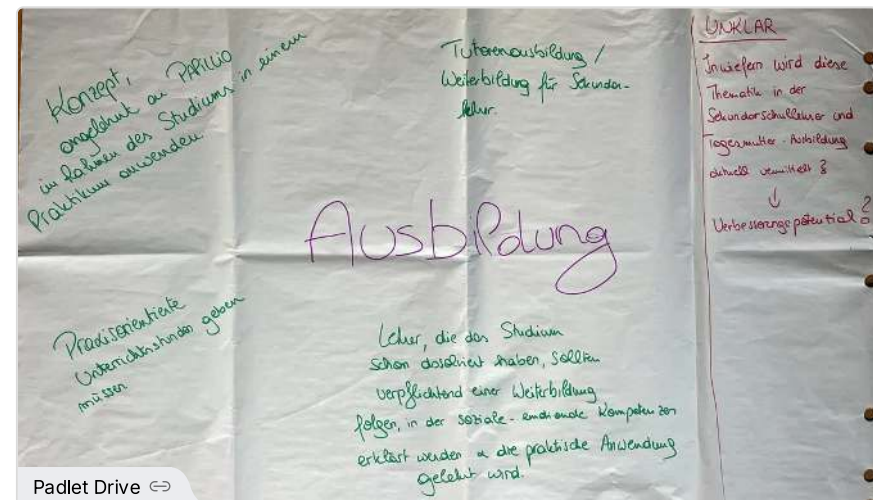 Konzept,
angelehnt an PAPILIO
im Rahmen des Studiums in einem
Praktikum anwenden
Tutorenausbildung /
Weiterbildung für Sekundar-
lehrer.
Ausbildung
Praxisorientierte
Unterrichtsstunden geben
müssen
Lehrer, die das Studium
schon absolviert haben, sollten
verpflichtend einer Weiterbildung
folgen, in der soziale-emotionale Kompetenzen
erklärt werden & die praktische Anwendung
gelehrt wird.
UNKLAR
Inwiefern wird diese
Thematik in der
Sekundarschullehrer und
Tagesmutter-Ausbildung
aktuell vermittelt?
↓
Verbesserungspotential?
Padlet Drive